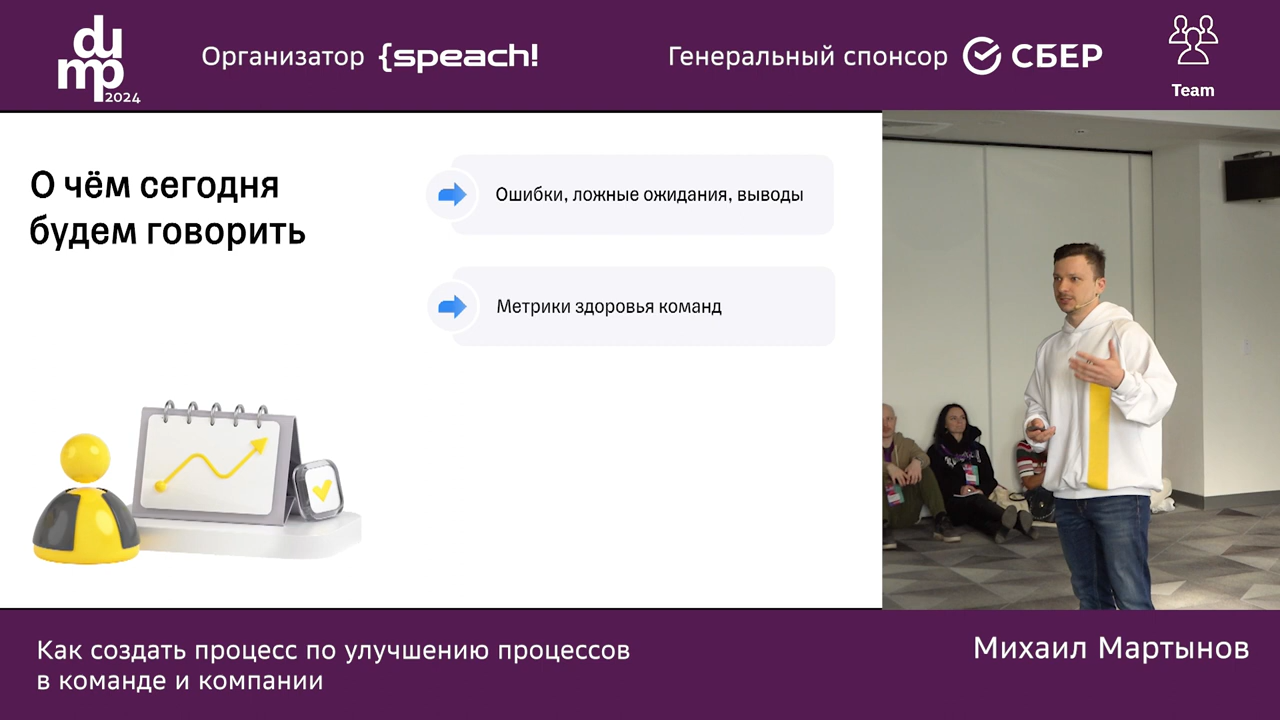 dump
2024
Организатор {speach!
Генеральный спонсор СБЕР
Team
О чём сегодня
будем говорить
Ошибки, ложные ожидания, выводы
Метрики здоровья команд
Как создать процесс по улучшению процессов
в команде и компании
Михаил Мартынов